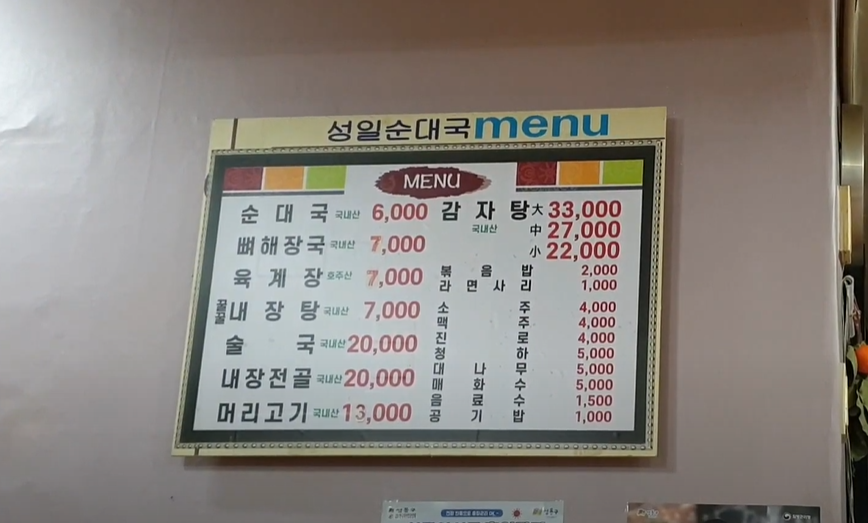 성일순대국menu
MENU
순대국 국내산 6,000
뼈해장국 국내산 7,000
육계장 호주산 7,000
꿀꿀내장탕 국내산 7,000
술국 국내산 20,000
내장전골 국내산 20,000
머리고기 국내산 13,000
감자탕 大 33,000
국내산 中 27,000
小 22,000
볶음밥 2,000
라면사리 1,000
소주 4,000
맥주 4,000
진로 4,000
청하 5,000
대나무 5,000
매화수 5,000
음료수 1,500
공기밥 1,000